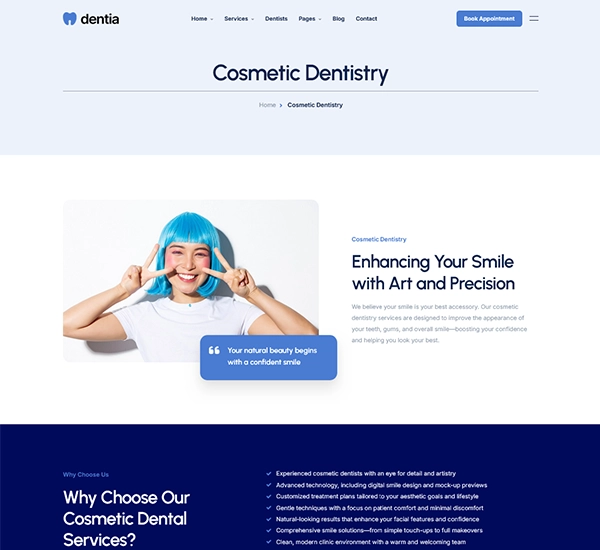 dentia
Home Services Dentists Pages Blog Contact
Book Appointment
Cosmetic Dentistry
Home > Cosmetic Dentistry
Cosmetic Dentistry
Enhancing Your Smile
with Art and Precision
We believe your smile is your best accessory. Our cosmetic
dentistry services are designed to improve the appearance of
your teeth, gums, and overall smile—boosting your confidence
and helping you look your best.
Your natural beauty begins
with a confident smile
Why Choose Us
Why Choose Our
Cosmetic Dental
Services?
Experienced cosmetic dentists with an eye for detail and artistry
Advanced technology, including digital smile design and mock-up previews
Customized treatment plans tailored to your aesthetic goals and lifestyle
Gentle techniques with a focus on patient comfort and minimal discomfort
Natural-looking results that enhance your facial features and confidence
Comprehensive smile solutions—from simple touch-ups to full makeovers
Clean, modern clinic environment with a warm and welcoming team